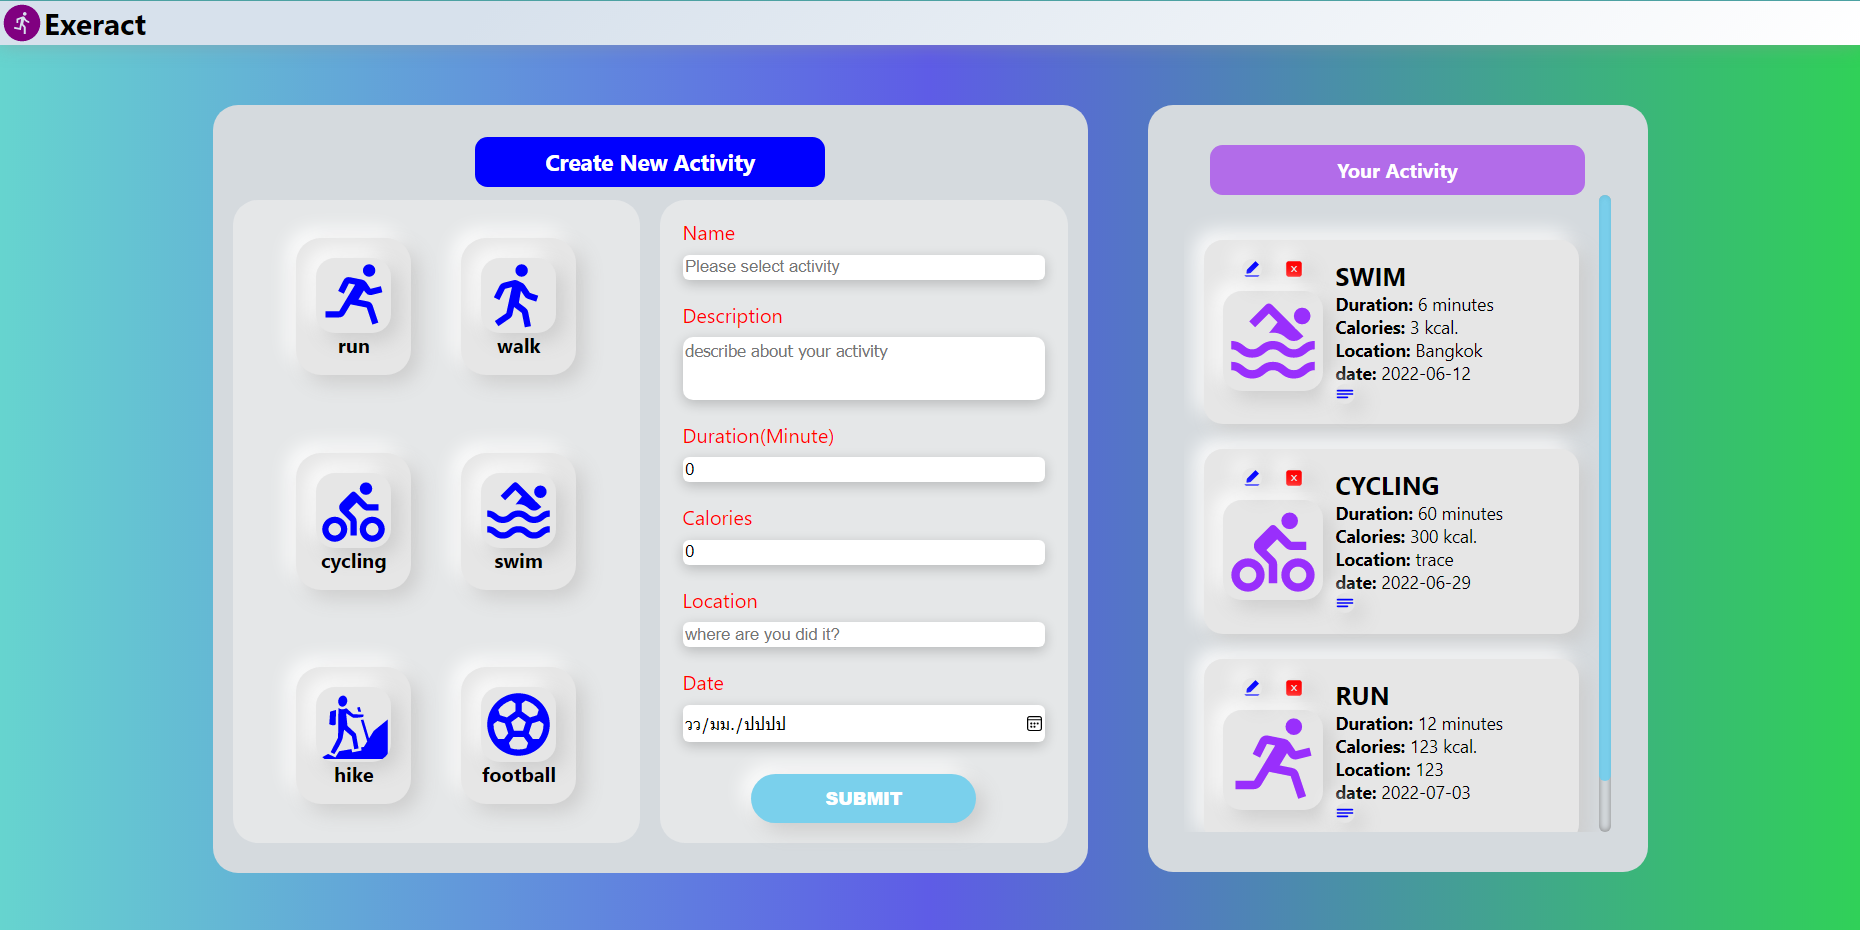 Exeract
Create New Activity
run
walk
cycling
swim
hike
football
Name
Please select activity
Description
describe about your activity
Duration(Minute)
0
Calories
0
Location
where are you did it?
Date
วว/มม./ปปปป
SUBMIT
Your Activity
SWIM
Duration: 6 minutes
Calories: 3 kcal.
Location: Bangkok
date: 2022-06-12
CYCLING
Duration: 60 minutes
Calories: 300 kcal.
Location: trace
date: 2022-06-29
RUN
Duration: 12 minutes
Calories: 123 kcal.
Location: 123
date: 2022-07-03